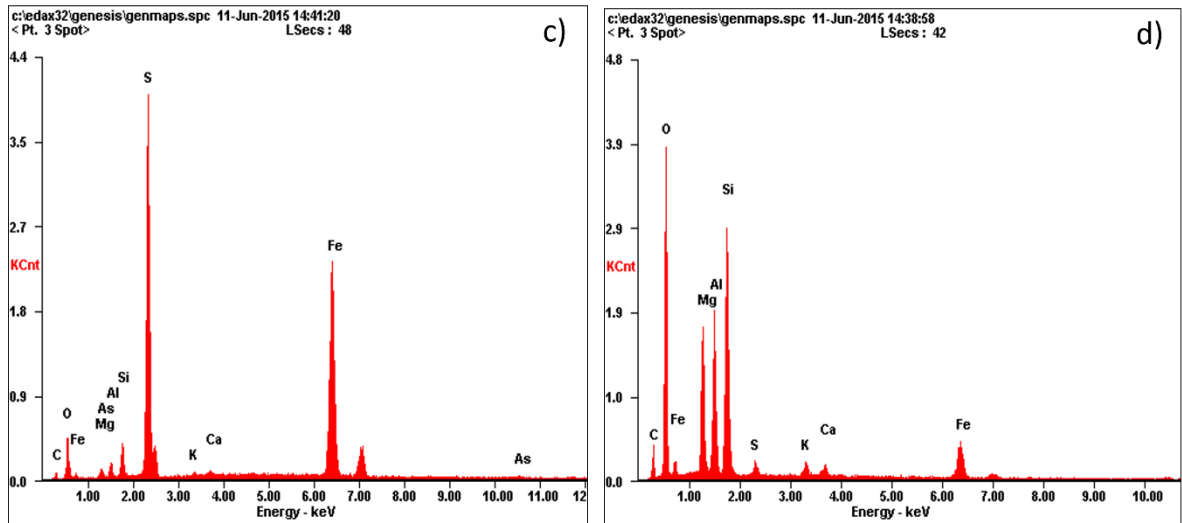 c:\edax32\genesis\genmaps.spc 11-Jun-2015 14:41:20
< Pt. 3 Spot> LSecs : 48
c)
4.4
3.5
2.7
KCnt
1.8
0.9
0.0
S
Fe
Si
Al
As
Mg
O
Fe
C
K
Ca
As
1.00 2.00 3.00 4.00 5.00 6.00 7.00 8.00 9.00 10.00 11.00 12
Energy - keV
c:\edax32\genesis\genmaps.spc 11-Jun-2015 14:38:58
< Pt. 3 Spot> LSecs : 42
d)
4.8
3.9
2.9
KCnt
1.9
1.0
0.0
O
Si
Al
Mg
Fe
C
S
K
Ca
Fe
1.00 2.00 3.00 4.00 5.00 6.00 7.00 8.00 9.00 10.00
Energy - keV